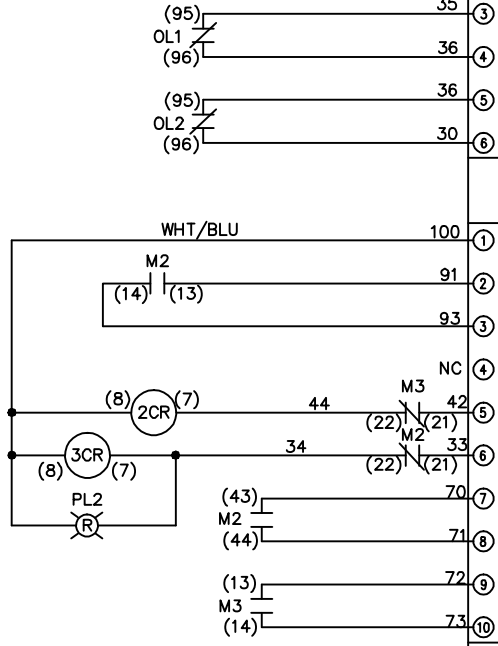 (95) 35 3
OL1
(96) 36 4
(95) 36 5
OL2
(96) 30 6
WHT/BLU 100 1
M2 91 2
(14) (13)
93 3
NC 4
M3
(8) 2CR (7) 44 42 5
(22) (21)
M2
3CR 34 33 6
(8) (7) (22) (21)
PL2
R
(43) 70 7
M2
(44) 71 8
(13) 72 9
M3
(14) 73 10